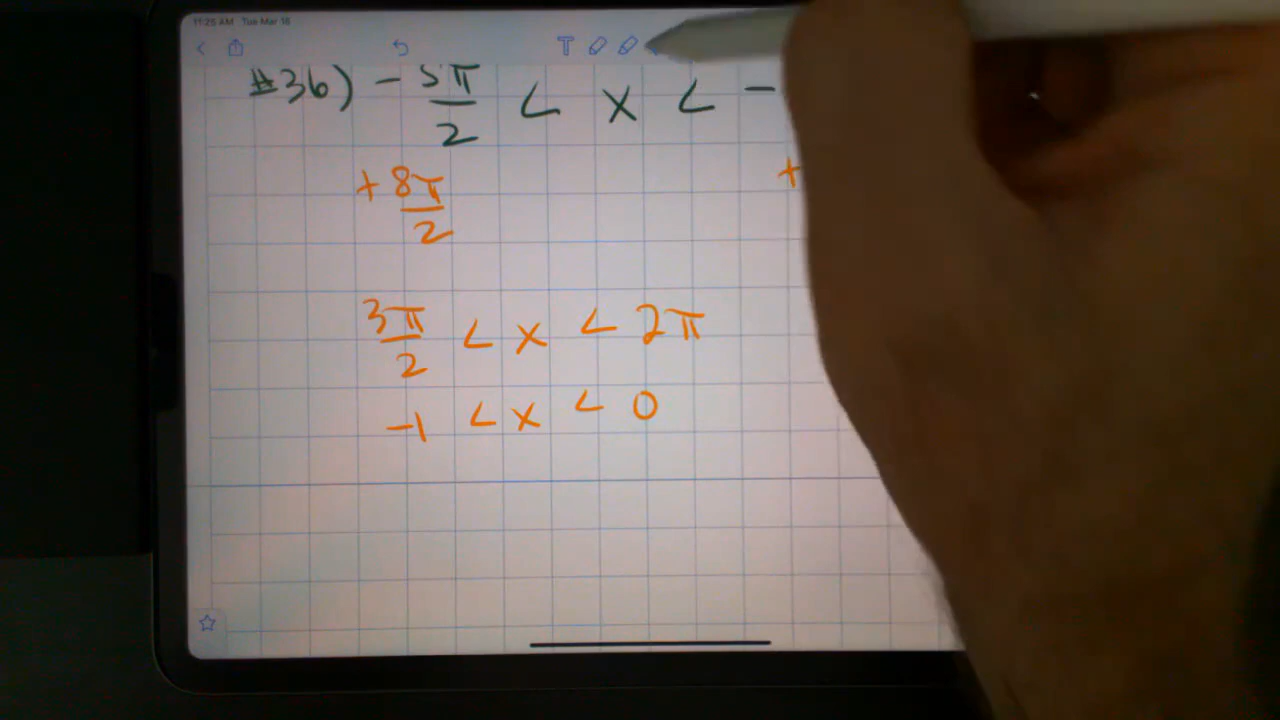 11:25 AM Tue Mar 16
T
#36) - 5π/2 < x < -
+ 8π/2 +
3π/2 < x < 2π
-1 < x < 0